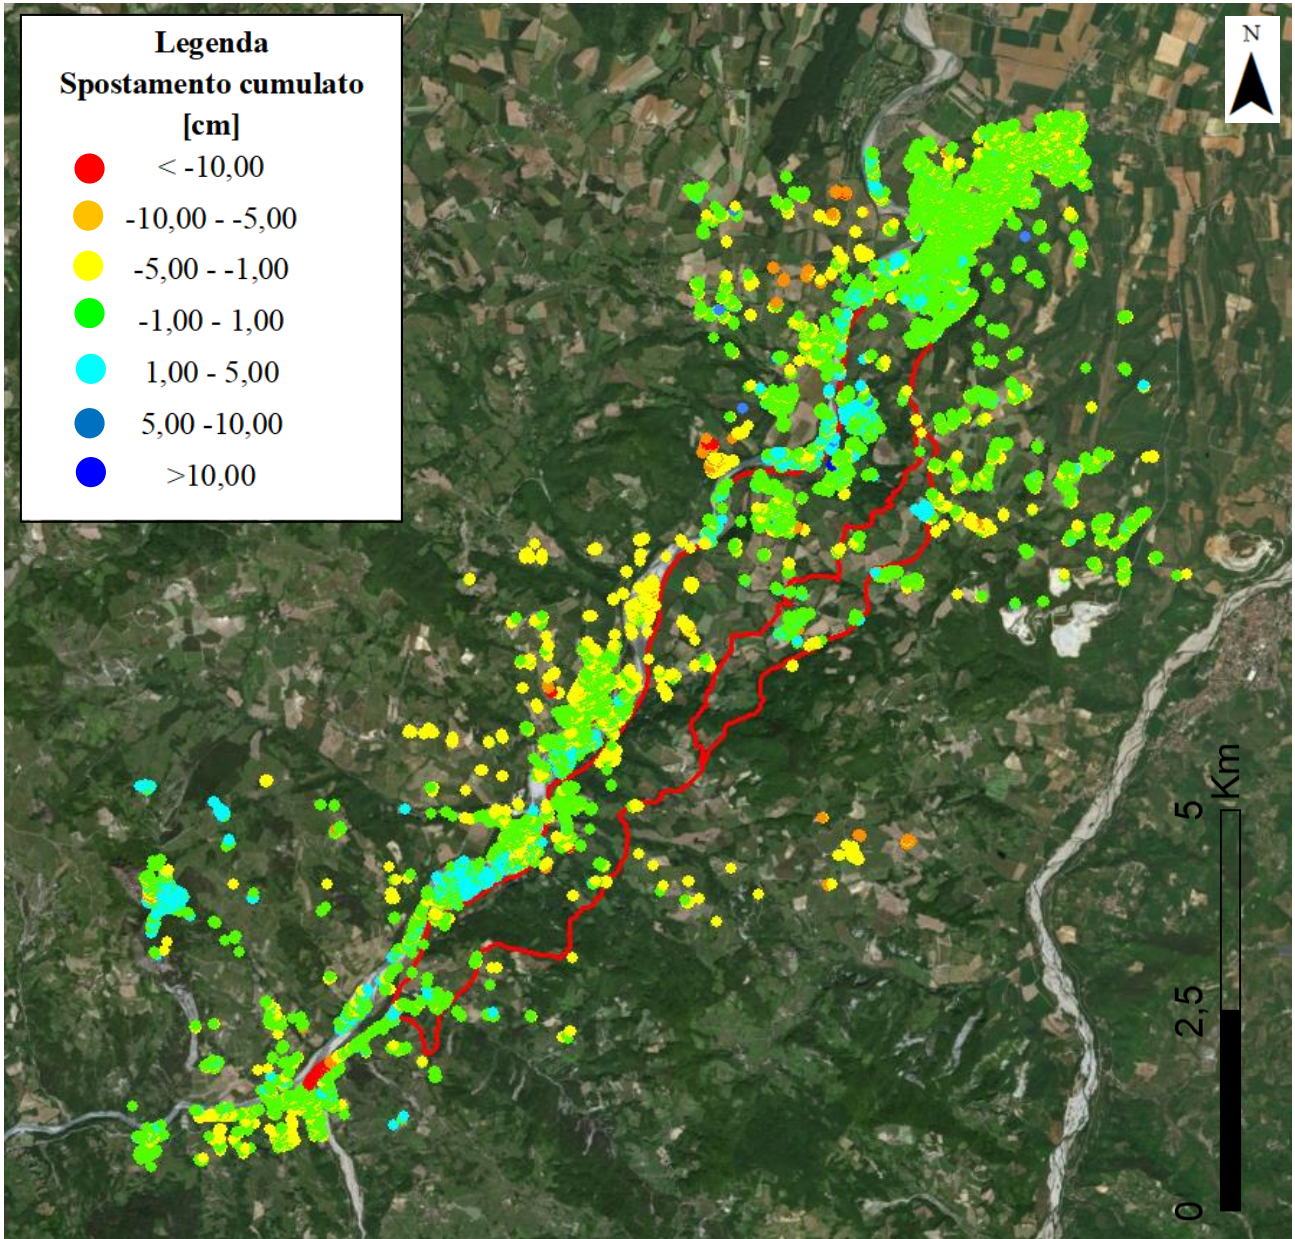 Legenda
Spostamento cumulato
[cm]
< -10,00
-10,00 - -5,00
-5,00 - -1,00
-1,00 - 1,00
1,00 - 5,00
5,00 -10,00
>10,00
N
0 2,5 5
Km